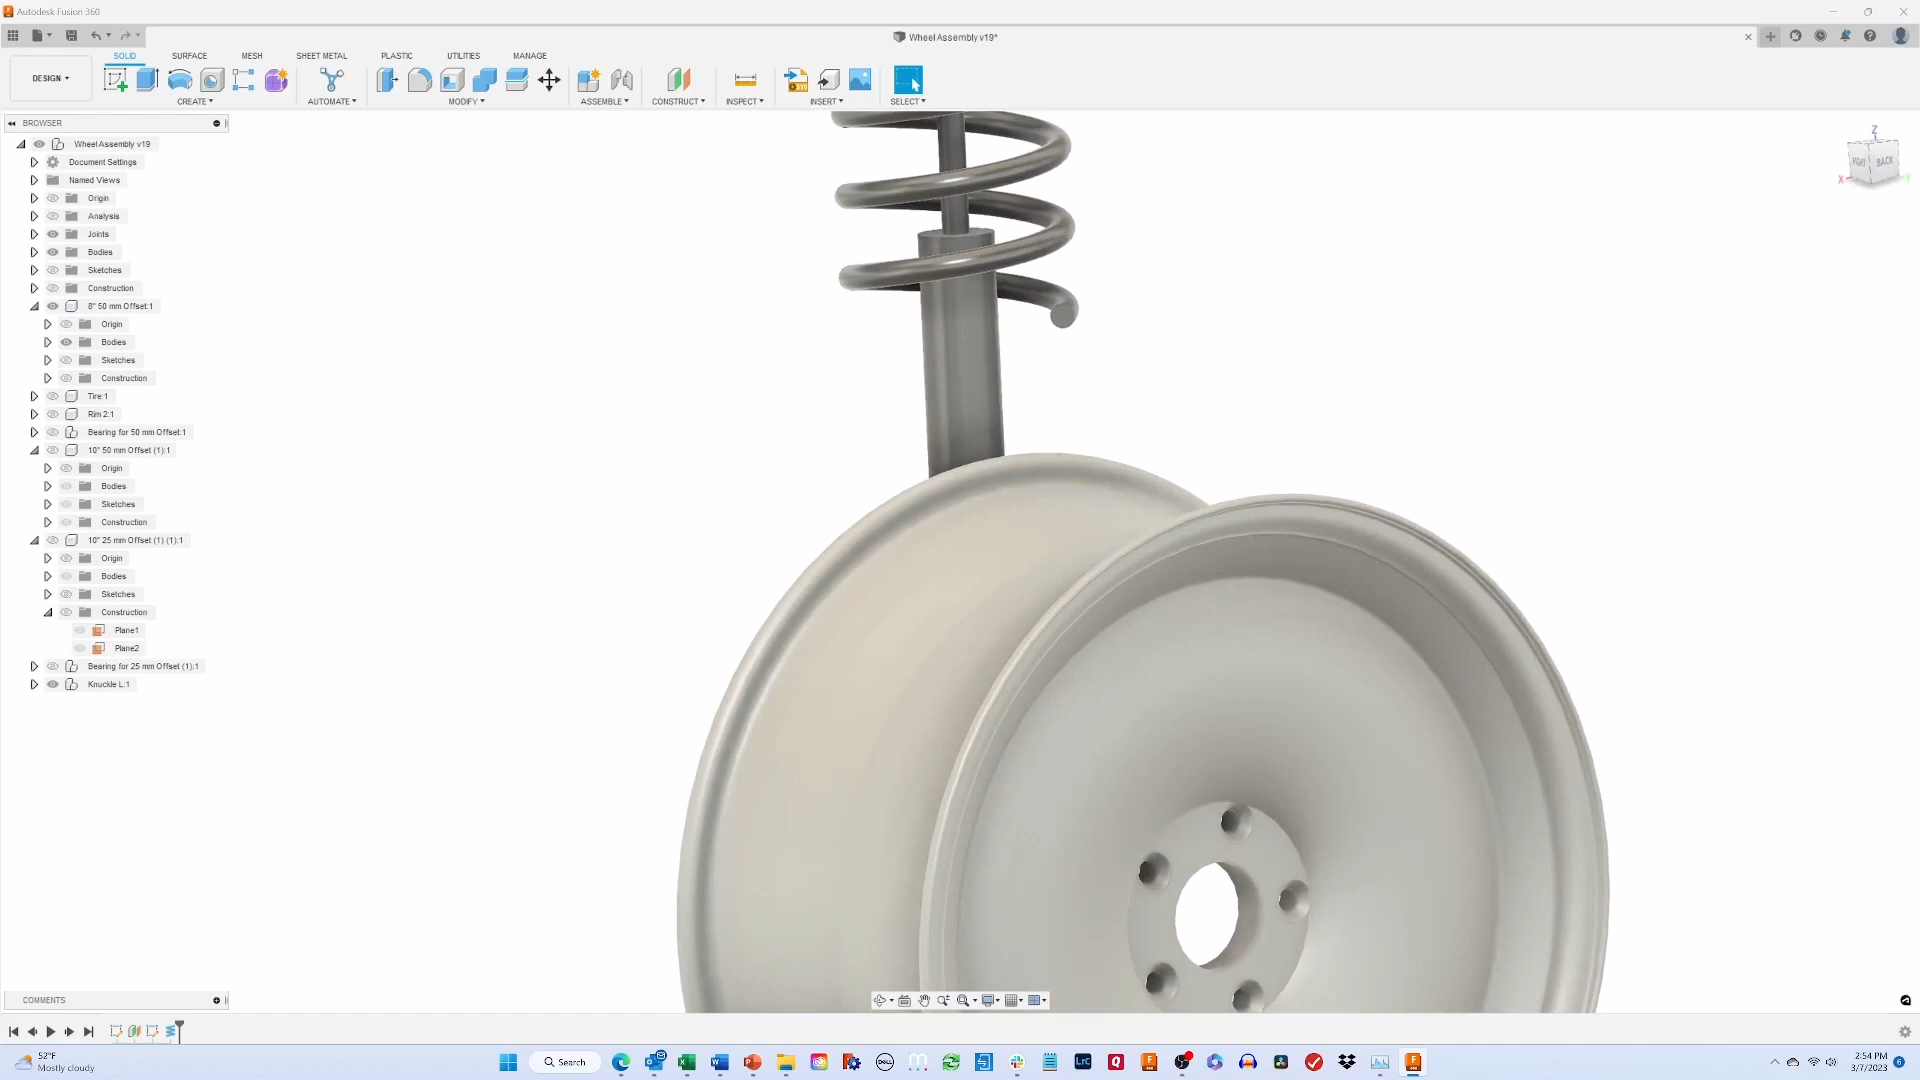 Autodesk Fusion 360
Wheel Assembly v19*
DESIGN
SOLID SURFACE MESH SHEET METAL PLASTIC UTILITIES MANAGE
CREATE AUTOMATE MODIFY ASSEMBLE CONSTRUCT INSPECT INSERT SELECT
BROWSER
Wheel Assembly v19
Document Settings
Named Views
Origin
Analysis
Joints
Bodies
Sketches
Construction
8" 50 mm Offset:1
Origin
Bodies
Sketches
Construction
Tire:1
Rim 2:1
Bearing for 50 mm Offset:1
10" 50 mm Offset (1):1
Origin
Bodies
Sketches
Construction
10" 25 mm Offset (1) (1):1
Origin
Bodies
Sketches
Construction
Plane1
Plane2
Bearing for 25 mm Offset (1):1
Knuckle L:1
Z
BACK
X
COMMENTS
52°F
Mostly cloudy
Search
DELL
LrC
2:54 PM
3/7/2023
6